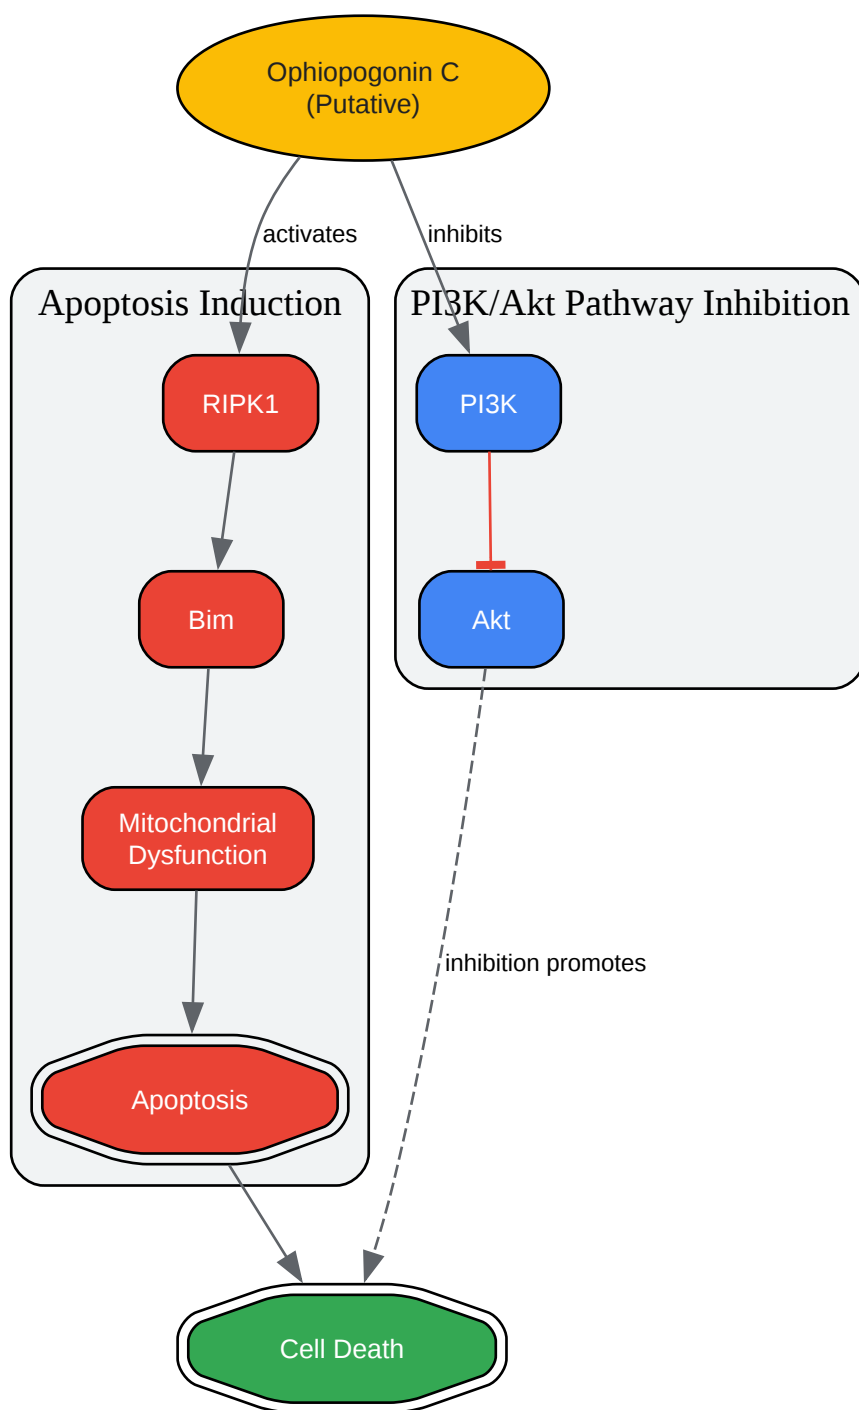 Ophiopogonin C
(Putative)
activates
inhibits
Apoptosis Induction
PI3K/Akt Pathway Inhibition
RIPK1
PI3K
Bim
Akt
Mitochondrial
Dysfunction
inhibition promotes
Apoptosis
Cell Death